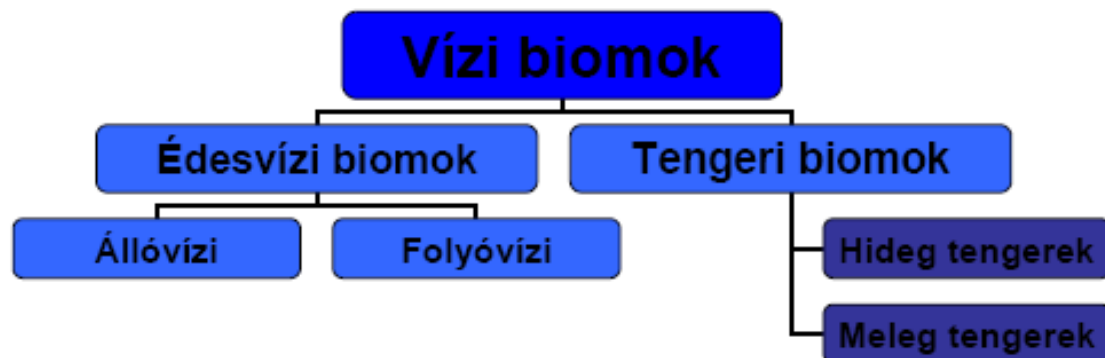 Vízi biomok
Édesvízi biomok
Tengeri biomok
Állóvízi
Folyóvízi
Hideg tengerek
Meleg tengerek